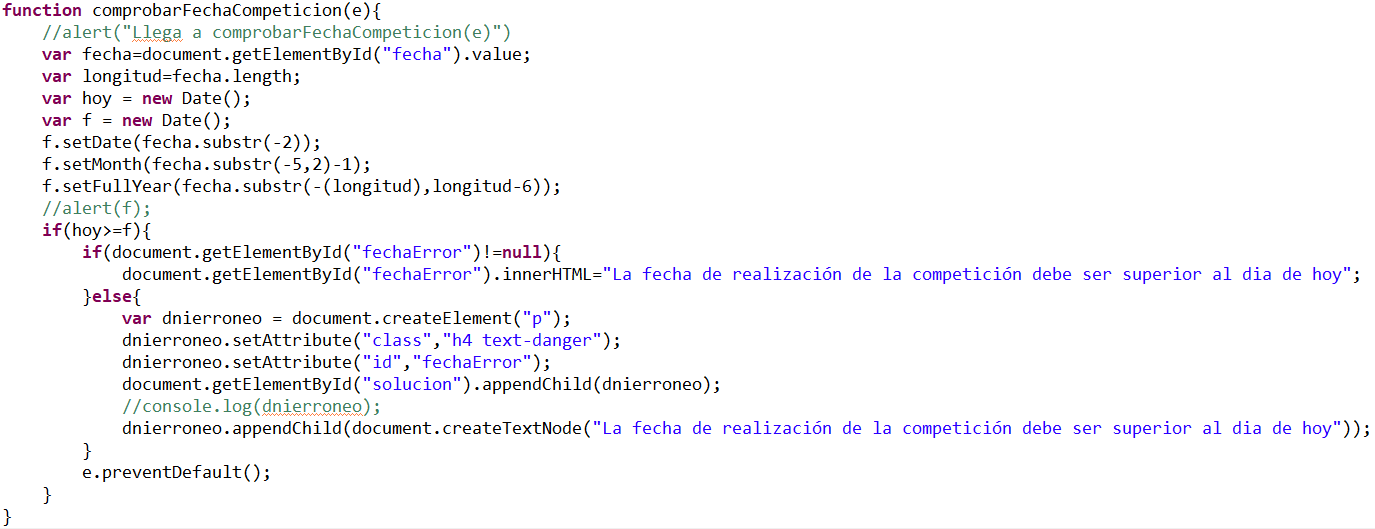 function comprobarFechaCompeticion(e){
    //alert("Llega a comprobarFechaCompeticion(e)")
    var fecha=document.getElementById("fecha").value;
    var longitud=fecha.length;
    var hoy = new Date();
    var f = new Date();
    f.setDate(fecha.substr(-2));
    f.setMonth(fecha.substr(-5,2)-1);
    f.setFullYear(fecha.substr(-(longitud),longitud-6));
    //alert(f);
    if(hoy>=f){
        if(document.getElementById("fechaError")!=null){
            document.getElementById("fechaError").innerHTML="La fecha de realización de la competición debe ser superior al dia de hoy";
        }else{
            var dnierroneo = document.createElement("p");
            dnierroneo.setAttribute("class","h4 text-danger");
            dnierroneo.setAttribute("id","fechaError");
            document.getElementById("solucion").appendChild(dnierroneo);
            //console.log(dnierroneo);
            dnierroneo.appendChild(document.createTextNode("La fecha de realización de la competición debe ser superior al dia de hoy"));
        }
        e.preventDefault();
    }
}